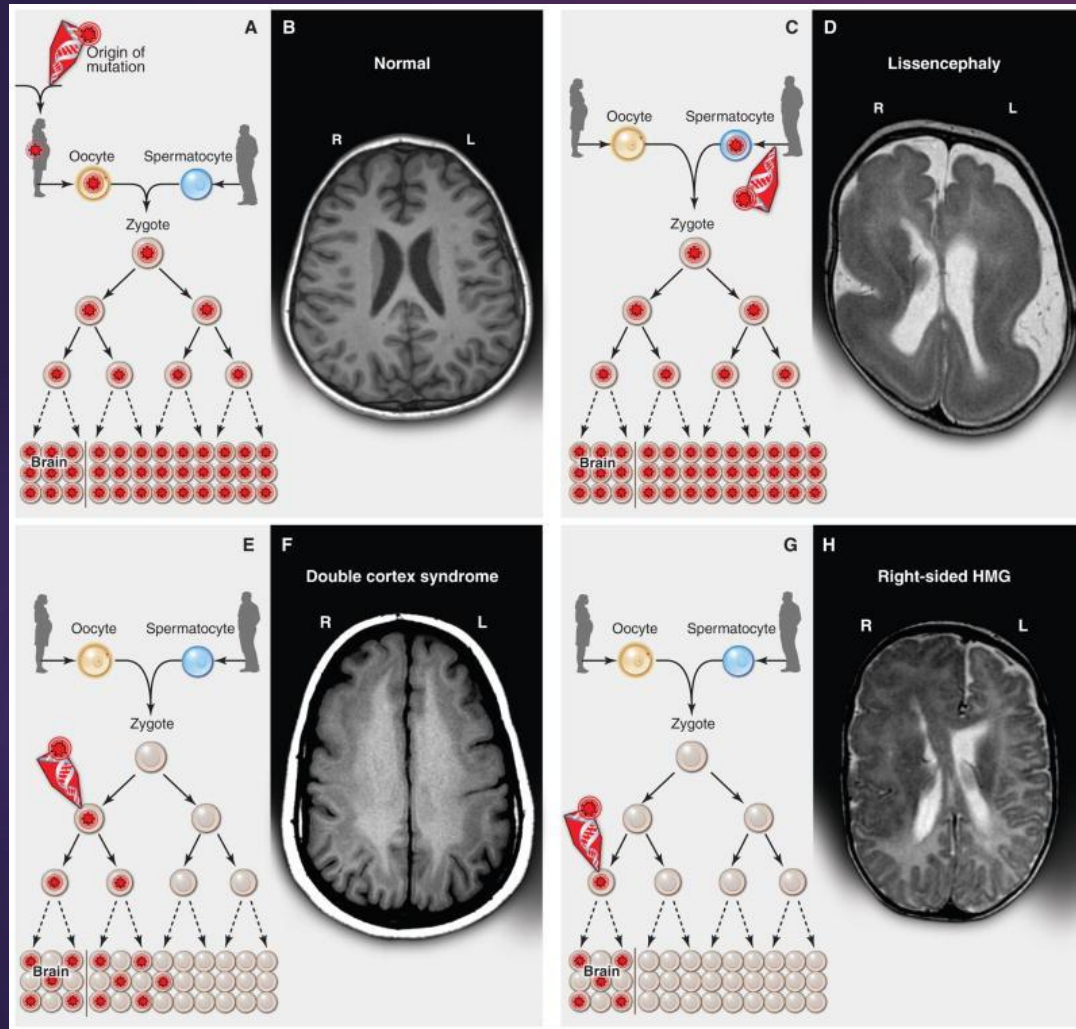 A
Origin of
mutation
Oocyte
Spermatocyte
Zygote
Brain
B
Normal
R
L
C
Oocyte
Spermatocyte
Zygote
Brain
D
Lissencephaly
R
L
E
Oocyte
Spermatocyte
Zygote
Brain
F
Double cortex syndrome
R
L
G
Oocyte
Spermatocyte
Zygote
Brain
H
Right-sided HMG
R
L